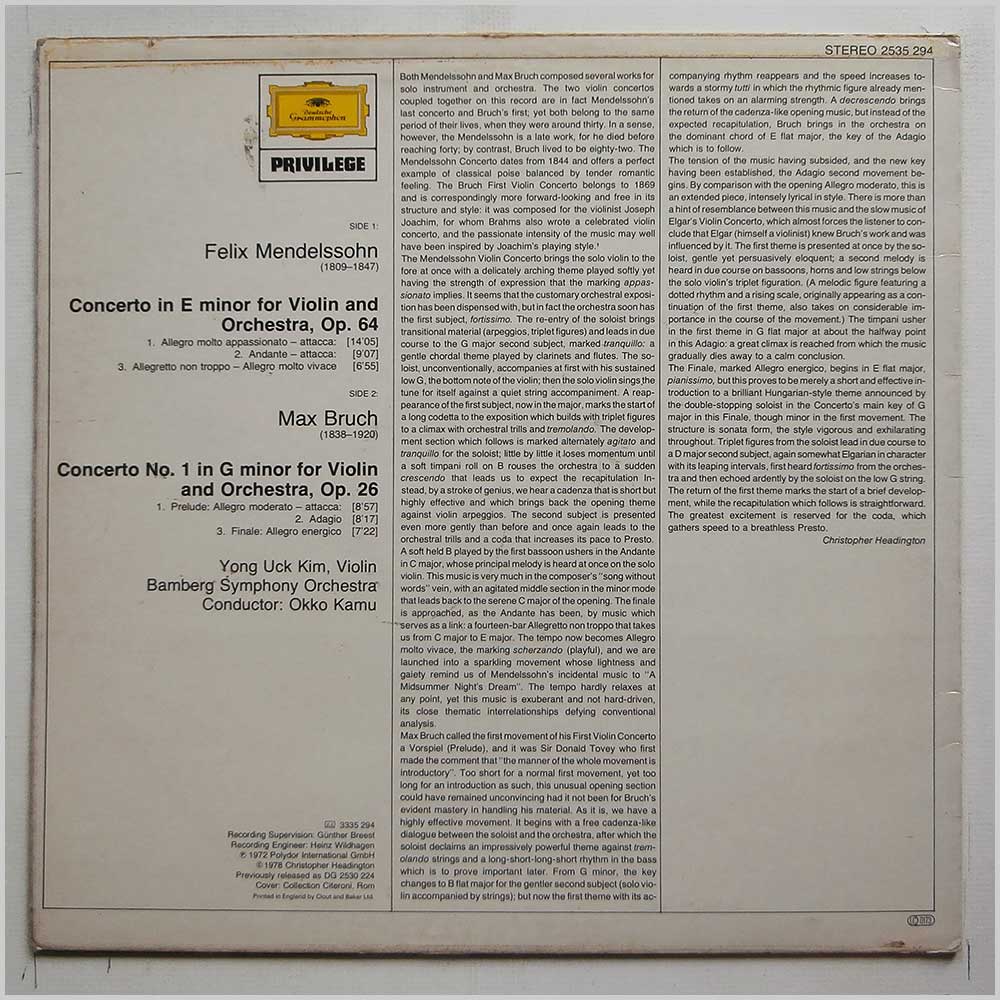 STEREO 2535 294
Deutsche
Grammophon
PRIVILEGE
SIDE 1:
Felix Mendelssohn
(1809–1847)
Concerto in E minor for Violin and
Orchestra, Op. 64
1. Allegro molto appassionato – attacca: [14'05]
2. Andante – attacca: [9'07]
3. Allegretto non troppo – Allegro molto vivace [6'55]
SIDE 2:
Max Bruch
(1838–1920)
Concerto No. 1 in G minor for Violin
and Orchestra, Op. 26
1. Prelude: Allegro moderato – attacca: [8'57]
2. Adagio [8'17]
3. Finale: Allegro energico [7'22]
Yong Uck Kim, Violin
Bamberg Symphony Orchestra
Conductor: Okko Kamu
3335 294
Recording Supervision: Günther Breest
Recording Engineer: Heinz Wildhagen
℗ 1972 Polydor International GmbH
© 1978 Christopher Headington
Previously released as DG 2530 224
Cover: Collection Citeroni, Rom
Printed in England by Clout and Baker Ltd.
Both Mendelssohn and Max Bruch composed several works for
solo instrument and orchestra. The two violin concertos
coupled together on this record are in fact Mendelssohn's
last concerto and Bruch's first; yet both belong to the same
period of their lives, when they were around thirty. In a sense,
however, the Mendelssohn is a late work, for he died before
reaching forty; by contrast, Bruch lived to be eighty-two. The
Mendelssohn Concerto dates from 1844 and offers a perfect
example of classical poise balanced by tender romantic
feeling. The Bruch First Violin Concerto belongs to 1869
and is correspondingly more forward-looking and free in its
structure and style: it was composed for the violinist Joseph
Joachim, for whom Brahms also wrote a celebrated violin
concerto, and the passionate intensity of the music may well
have been inspired by Joachim's playing style.'
The Mendelssohn Violin Concerto brings the solo violin to the
fore at once with a delicately arching theme played softly yet
having the strength of expression that the marking appas-
sionato implies. It seems that the customary orchestral exposi-
tion has been dispensed with, but in fact the orchestra soon has
the first subject, fortissimo. The re-entry of the soloist brings
transitional material (arpeggios, triplet figures) and leads in due
course to the G major second subject, marked tranquillo: a
gentle chordal theme played by clarinets and flutes. The so-
loist, unconventionally, accompanies at first with his sustained
low G, the bottom note of the violin; then the solo violin sings the
tune for itself against a quiet string accompaniment. A reap-
pearance of the first subject, now in the major, marks the start of
a long codetta to the exposition which builds with triplet figures
to a climax with orchestral trills and tremolando. The develop-
ment section which follows is marked alternately agitato and
tranquillo for the soloist; little by little it loses momentum until
a soft timpani roll on B rouses the orchestra to a sudden
crescendo that leads us to expect the recapitulation In-
stead, by a stroke of genius, we hear a cadenza that is short but
highly effective and which brings back the opening theme
against violin arpeggios. The second subject is presented
even more gently than before and once again leads to the
orchestral trills and a coda that increases its pace to Presto.
A soft held B played by the first bassoon ushers in the Andante
in C major, whose principal melody is heard at once on the solo
violin. This music is very much in the composer's "song without
words" vein, with an agitated middle section in the minor mode
that leads back to the serene C major of the opening. The finale
is approached, as the Andante has been, by music which
serves as a link: a fourteen-bar Allegretto non troppo that takes
us from C major to E major. The tempo now becomes Allegro
molto vivace, the marking scherzando (playful), and we are
launched into a sparkling movement whose lightness and
gaiety remind us of Mendelssohn's incidental music to "A
Midsummer Night's Dream". The tempo hardly relaxes at
any point, yet this music is exuberant and not hard-driven,
its close thematic interrelationships defying conventional
analysis.
Max Bruch called the first movement of his First Violin Concerto
a Vorspiel (Prelude), and it was Sir Donald Tovey who first
made the comment that "the manner of the whole movement is
introductory". Too short for a normal first movement, yet too
long for an introduction as such, this unusual opening section
could have remained unconvincing had it not been for Bruch's
evident mastery in handling his material. As it is, we have a
highly effective movement. It begins with a free cadenza-like
dialogue between the soloist and the orchestra, after which the
soloist declaims an impressively powerful theme against trem-
olando strings and a long-short-long-short rhythm in the bass
which is to prove important later. From G minor, the key
changes to B flat major for the gentler second subject (solo vio-
lin accompanied by strings); but now the first theme with its ac-
companying rhythm reappears and the speed increases to-
wards a stormy tutti in which the rhythmic figure already men-
tioned takes on an alarming strength. A decrescendo brings
the return of the cadenza-like opening music, but instead of the
expected recapitulation, Bruch brings in the orchestra on
the dominant chord of E flat major, the key of the Adagio
which is to follow.
The tension of the music having subsided, and the new key
having been established, the Adagio second movement be-
gins. By comparison with the opening Allegro moderato, this is
an extended piece, intensely lyrical in style. There is more than
a hint of resemblance between this music and the slow music of
Elgar's Violin Concerto, which almost forces the listener to con-
clude that Elgar (himself a violinist) knew Bruch's work and was
influenced by it. The first theme is presented at once by the so-
loist, gentle yet persuasively eloquent; a second melody is
heard in due course on bassoons, horns and low strings below
the solo violin's triplet figuration. (A melodic figure featuring a
dotted rhythm and a rising scale, originally appearing as a con-
tinuation of the first theme, also takes on considerable im-
portance in the course of the movement.) The timpani usher
in the first theme in G flat major at about the halfway point
in this Adagio: a great climax is reached from which the music
gradually dies away to a calm conclusion.
The Finale, marked Allegro energico, begins in E flat major,
pianissimo, but this proves to be merely a short and effective in-
troduction to a brilliant Hungarian-style theme announced by
the double-stopping soloist in the Concerto's main key of G
major in this Finale, though minor in the first movement. The
structure is sonata form, the style vigorous and exhilarating
throughout. Triplet figures from the soloist lead in due course to
a D major second subject, again somewhat Elgarian in character
with its leaping intervals, first heard fortissimo from the orches-
tra and then echoed ardently by the soloist on the low G string.
The return of the first theme marks the start of a brief develop-
ment, while the recapitulation which follows is straightforward.
The greatest excitement is reserved for the coda, which
gathers speed to a breathless Presto.
Christopher Headington